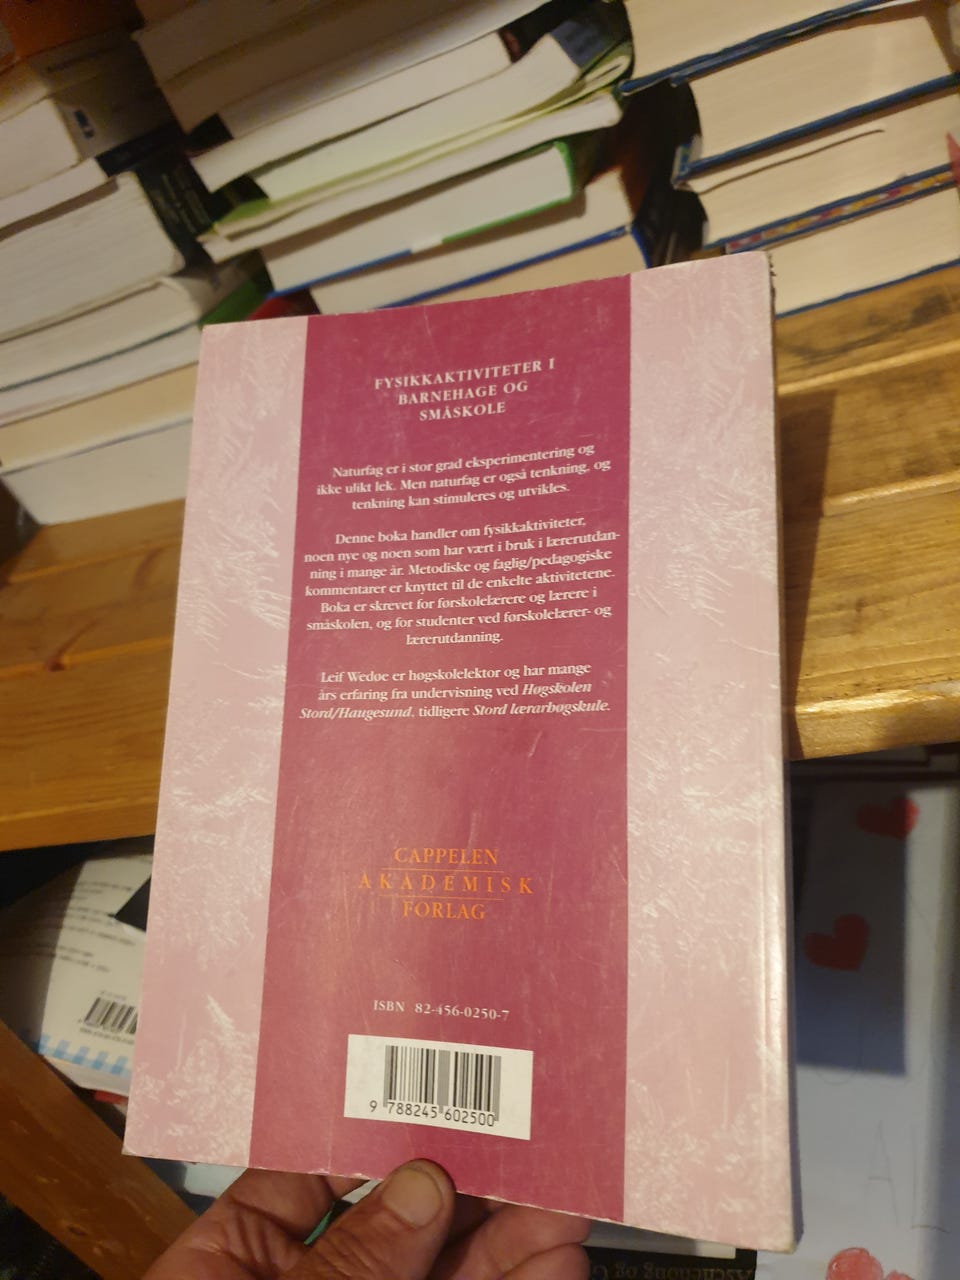 FYSIKKAKTIVITETER I
BARNEHAGE OG
SMÅSKOLE
Naturfag er i stor grad eksperimentering og
ikke ulikt lek. Men naturfag er også tenkning, og
tenkning kan stimuleres og utvikles.
Denne boka handler om fysikkaktiviteter,
noen nye og noen som har vært i bruk i lærerutdan-
ning i mange år. Metodiske og faglig/pedagogiske
kommentarer er knyttet til de enkelte aktivitetene.
Boka er skrevet for førskolelærere og lærere i
småskolen, og for studenter ved førskolelærer- og
lærerutdanning.
Leif Wedøe er høgskolelektor og har mange
års erfaring fra undervisning ved Høgskolen
Stord/Haugesund, tidligere Stord lærarhøgskule.
CAPPELEN
AKADEMISK
FORLAG
ISBN 82-456-0250-7
9 788245 602500
Aschehoug og G